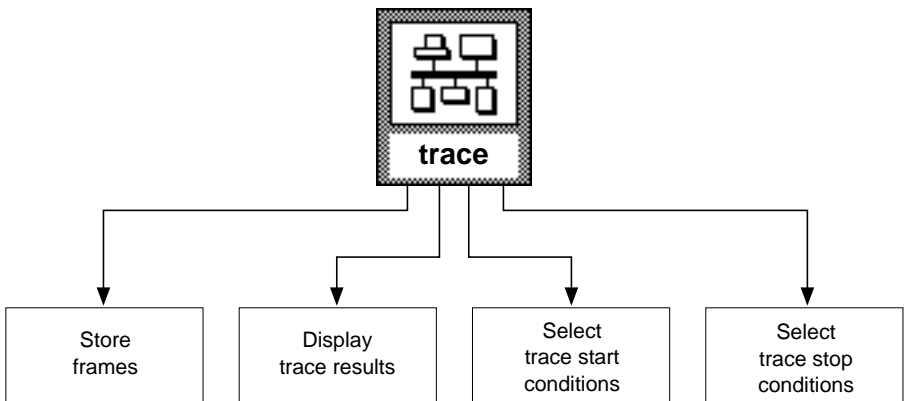 trace
Store
frames
Display
trace results
Select
trace start
conditions
Select
trace stop
conditions